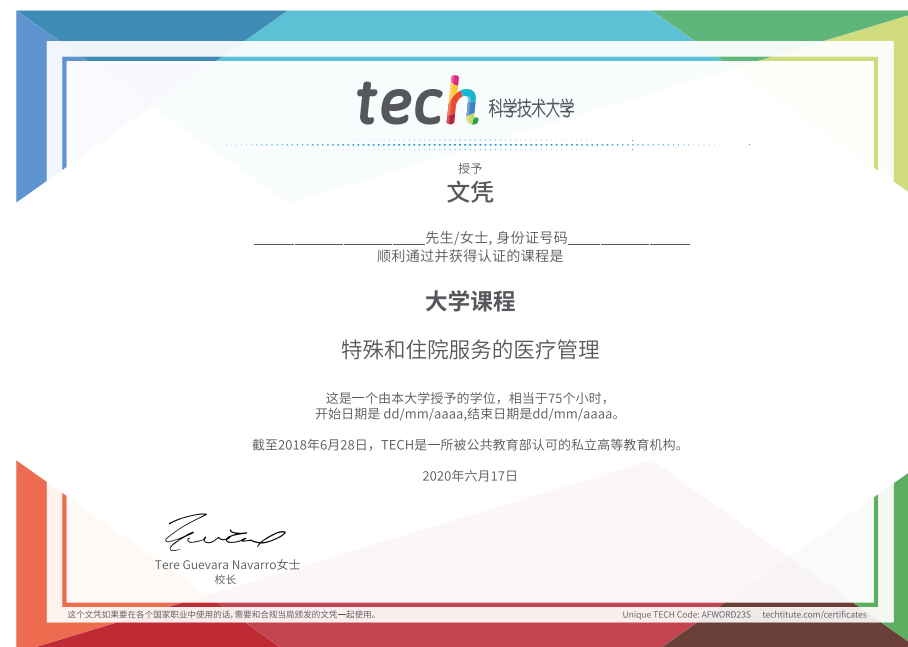 tech 科学技术大学
授予
文凭
先生/女士, 身份证号码
顺利通过并获得认证的课程是
大学课程
特殊和住院服务的医疗管理
这是一个由本大学授予的学位，相当于75个小时，
开始日期是 dd/mm/aaaa,结束日期是dd/mm/aaaa。
截至2018年6月28日，TECH是一所被公共教育部认可的私立高等教育机构。
2020年六月17日
Tere Guevara Navarro女士
校长
这个文凭如果要在各个国家职业中使用的话,需要和合规当局颁发的文凭一起使用。
Unique TECH Code: AFWORD23S techtitute.com/certificates